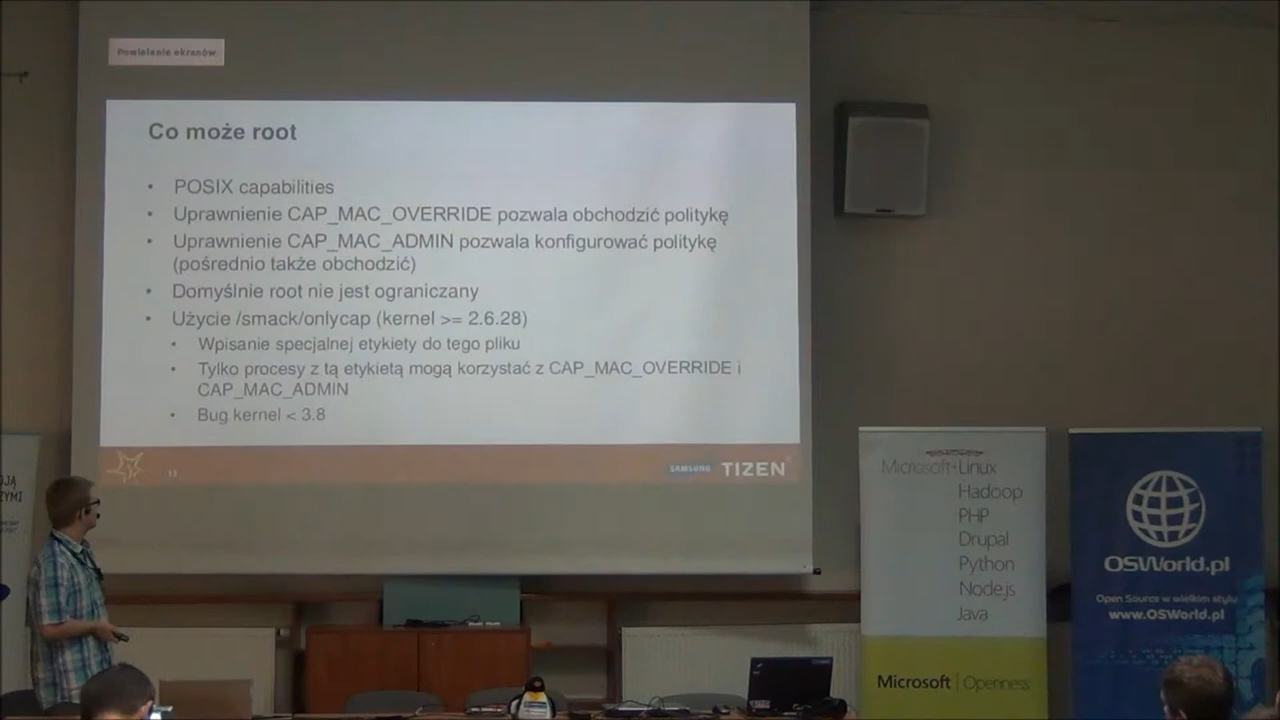 Powielanie ekranów
Co może root
• POSIX capabilities
• Uprawnienie CAP_MAC_OVERRIDE pozwala obchodzić politykę
• Uprawnienie CAP_MAC_ADMIN pozwala konfigurować politykę
(pośrednio także obchodzić)
• Domyślnie root nie jest ograniczany
• Użycie /smack/onlycap (kernel >= 2.6.28)
• Wpisanie specjalnej etykiety do tego pliku
• Tylko procesy z tą etykietą mogą korzystać z CAP_MAC_OVERRIDE i
CAP_MAC_ADMIN
• Bug kernel < 3.8
SAMSUNG TIZEN
Microsoft+Linux
Hadoop
PHP
Drupal
Python
Node.js
Java
Microsoft | Openness
OSWorld.pl
Open Source w wielkim stylu
www.OSWorld.pl